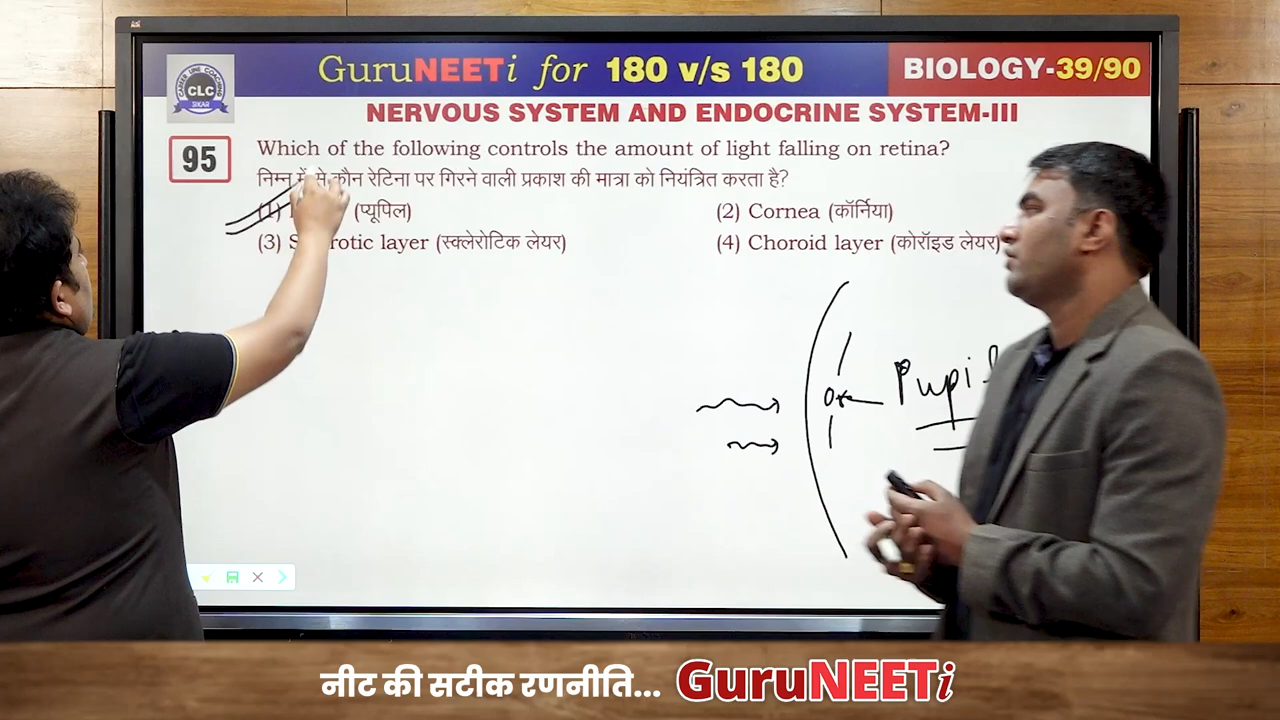 GuruNEETi for 180 v/s 180
BIOLOGY-39/90
CLC
SIKAR
NERVOUS SYSTEM AND ENDOCRINE SYSTEM-III
95
Which of the following controls the amount of light falling on retina?
निम्न में से कौन रेटिना पर गिरने वाली प्रकाश की मात्रा को नियंत्रित करता है?
(1) (प्यूपिल)
(2) Cornea (कॉर्निया)
(3) (स्क्लेरोटिक लेयर)
(4) Choroid layer (कोरॉइड लेयर)
Pupil
नीट की सटीक रणनीति... GuruNEETi